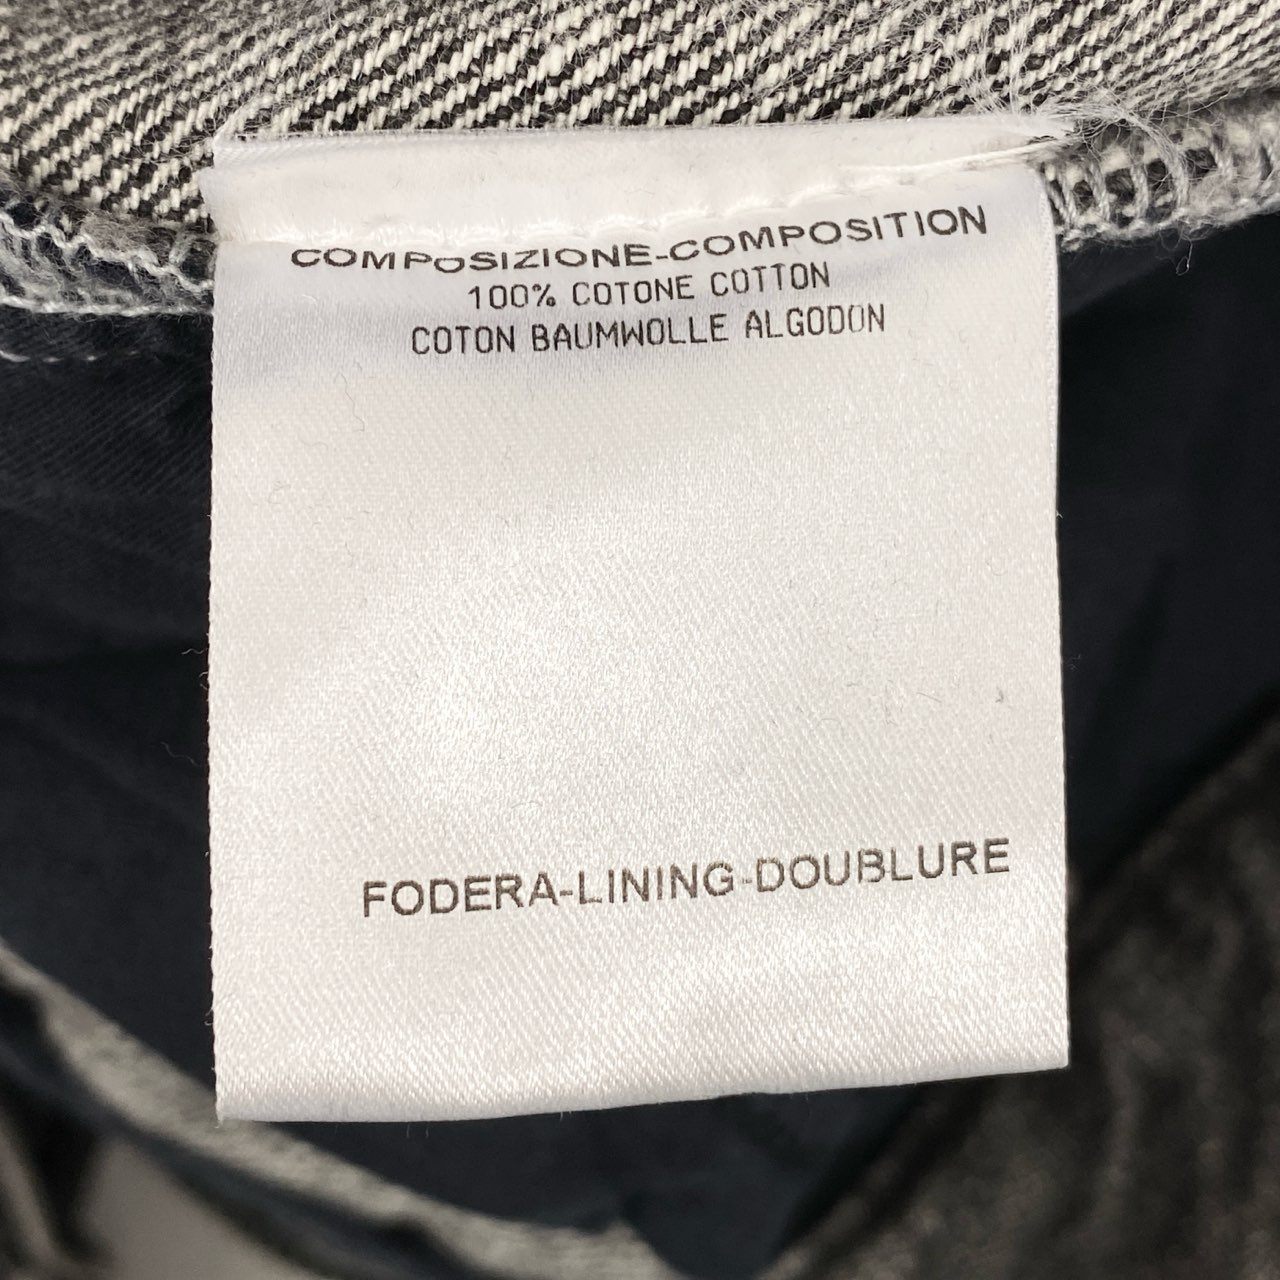 COMPOSIZIONE-COMPOSITION
100% COTONE COTTON
COTON BAUMWOLLE ALGODON
FODERA-LINING-DOUBLURE